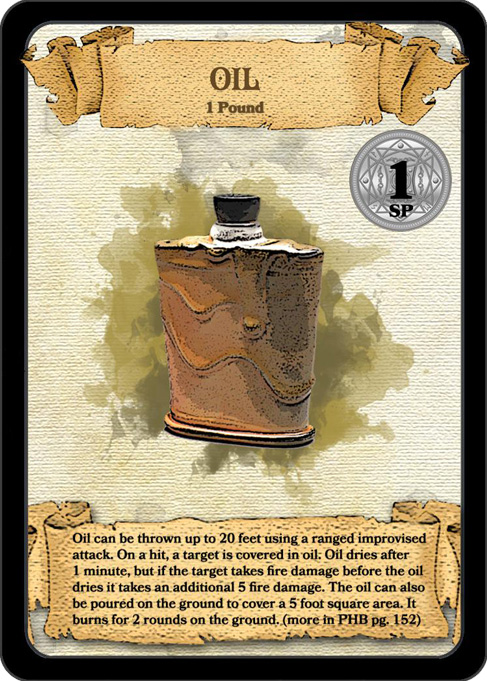 OIL
1 Pound
1
SP
Oil can be thrown up to 20 feet using a ranged improvised
attack. On a hit, a target is covered in oil. Oil dries after
1 minute, but if the target takes fire damage before the oil
dries it takes an additional 5 fire damage. The oil can also
be poured on the ground to cover a 5 foot square area. It
burns for 2 rounds on the ground. (more in PHB pg. 152)